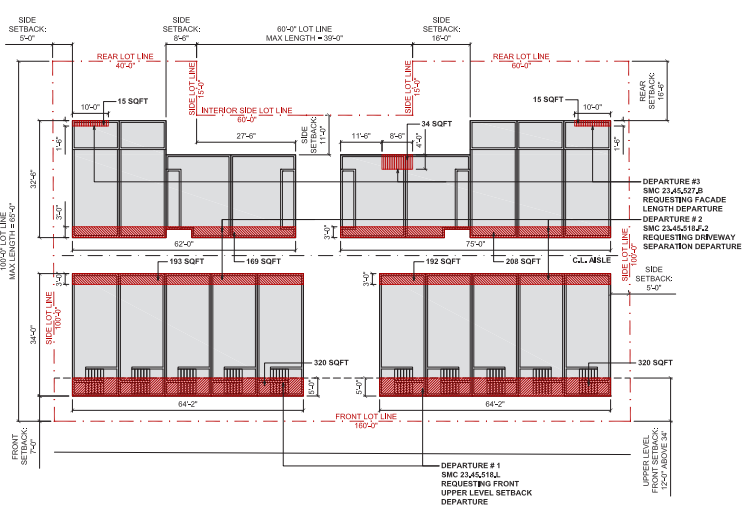 SIDE
SETBACK:
5'-0"
SIDE
SETBACK:
8'-6"
60'-0" LOT LINE
MAX LENGTH = 39'-0"
SIDE
SETBACK:
16'-0"
REAR LOT LINE
40'-0"
REAR LOT LINE
60'-0"
SIDE LOT LINE
15'-0"
SIDE LOT LINE
15'-0"
REAR
SETBACK:
16'-6"
10'-0"
15 SQFT
INTERIOR SIDE LOT LINE
60'-0"
34 SQFT
15 SQFT
10'-0"
1'-6"
27'-6"
SIDE
SETBACK:
11'-0"
11'-6"
8'-6"
4'-0"
1'-6"
32'-6"
3'-0"
3'-0"
DEPARTURE #3
SMC 23.45.527.B
REQUESTING FACADE
LENGTH DEPARTURE
DEPARTURE # 2
SMC 23.45.518.F.2
REQUESTING DRIVEWAY
SEPARATION DEPARTURE
62'-0"
75'-0"
100'-0" LOT LINE
MAX LENGTH = 65'-0"
193 SQFT
169 SQFT
192 SQFT
208 SQFT
C.L. AISLE
SIDE LOT LINE
100'-0"
SIDE
SETBACK:
5'-0"
3'-0"
3'-0"
34'-0"
SIDE LOT LINE
100'-0"
320 SQFT
320 SQFT
5'-0"
5'-0"
64'-2"
64'-2"
FRONT LOT LINE
160'-0"
FRONT
SETBACK:
7'-0"
UPPER LEVEL
FRONT SETBACK:
12'-0" ABOVE 34'
DEPARTURE # 1
SMC 23.45.518.L
REQUESTING FRONT
UPPER LEVEL SETBACK
DEPARTURE